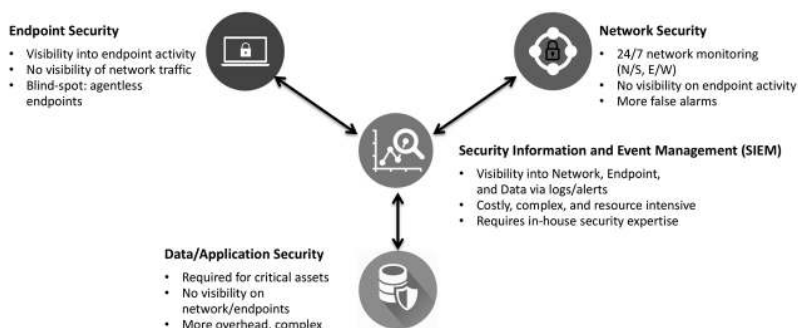 Endpoint Security
• Visibility into endpoint activity
• No visibility of network traffic
• Blind-spot: agentless
endpoints
Network Security
• 24/7 network monitoring
(N/S, E/W)
• No visibility on endpoint activity
• More false alarms
Security Information and Event Management (SIEM)
• Visibility into Network, Endpoint,
and Data via logs/alerts
• Costly, complex, and resource intensive
• Requires in-house security expertise
Data/Application Security
• Required for critical assets
• No visibility on
network/endpoints
• More overhead, complex